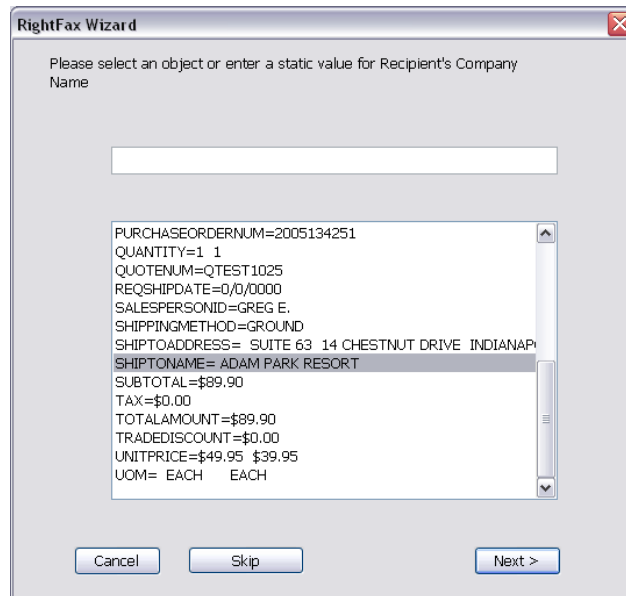 RightFax Wizard
Please select an object or enter a static value for Recipient's Company
Name
PURCHASEORDERNUM=2005134251
QUANTITY=1 1
QUOTENUM=QTEST1025
REQSHIPDATE=0/0/0000
SALESPERSONID=GREG E.
SHIPPINGMETHOD=GROUND
SHIPTOADDRESS= SUITE 63 14 CHESTNUT DRIVE INDIANAP
SHIPTONAME= ADAM PARK RESORT
SUBTOTAL=$89.90
TAX=$0.00
TOTALAMOUNT=$89.90
TRADEDISCOUNT=$0.00
UNITPRICE=$49.95 $39.95
UOM= EACH EACH
Cancel Skip Next >